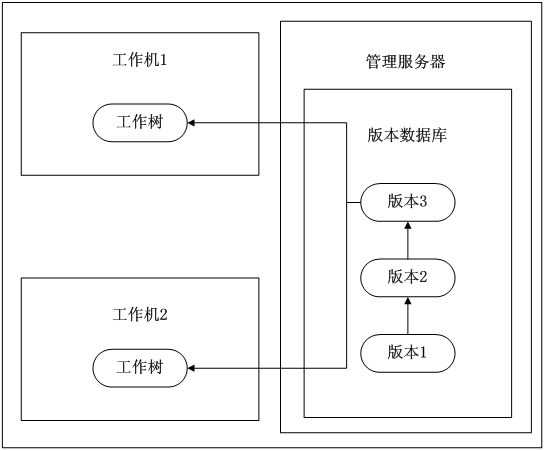 工作机1
工作树
管理服务器
版本数据库
版本3
版本2
版本1
工作机2
工作树